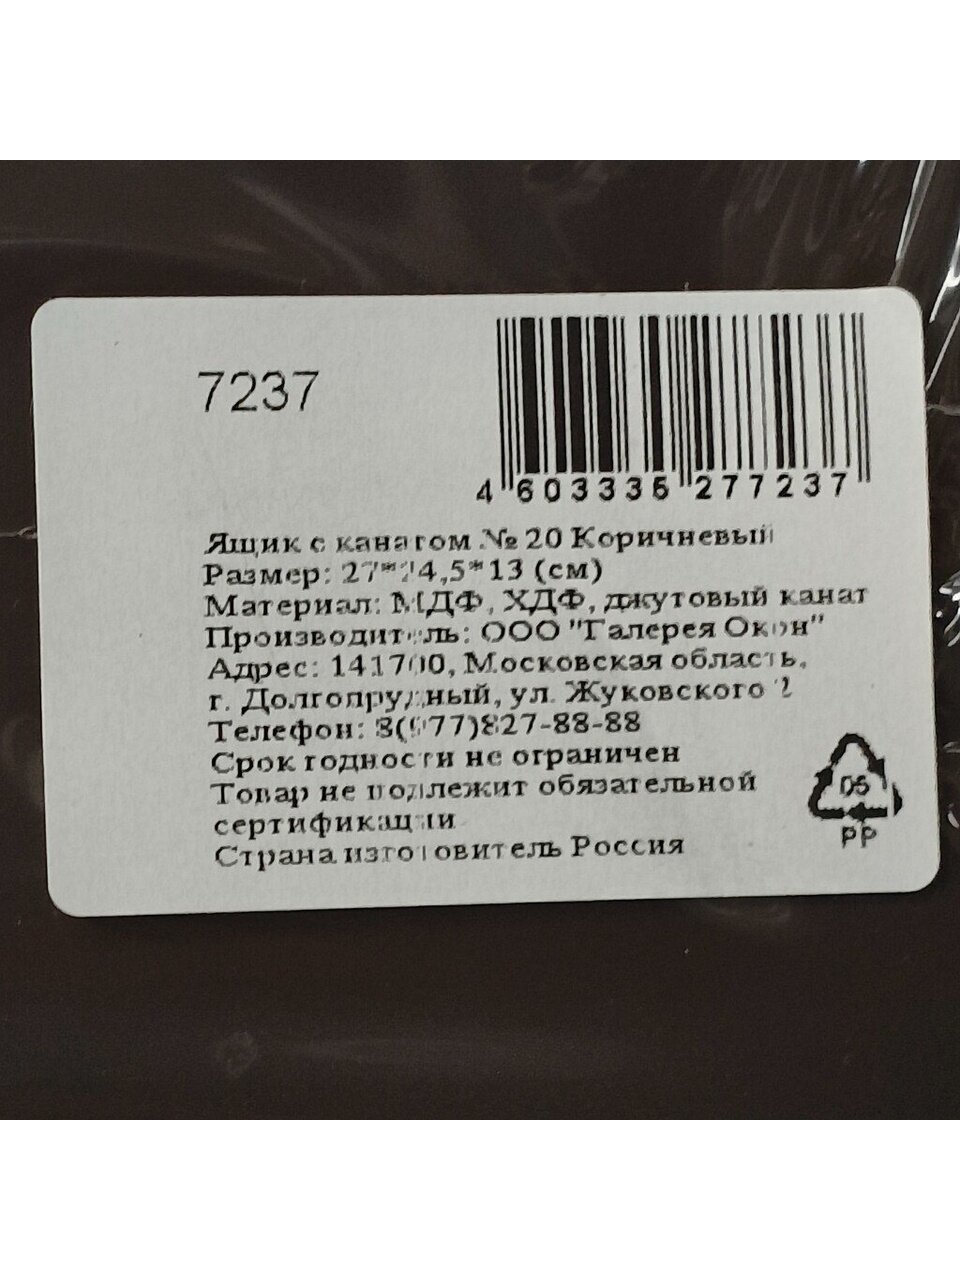 7237
4 603335 277237
Ящик с канатом № 20 Коричневый
Размер: 27*24,5*13 (см)
Материал: МДФ, ХДФ, джутовый канат
Производитель: ООО "Галерея Окон"
Адрес: 141700, Московская область,
г. Долгопрудный, ул. Жуковского 2
Телефон: 8(977)827-88-88
Срок годности не ограничен
Товар не подлежит обязательной
сертификации
Страна изготовитель Россия
05
PP